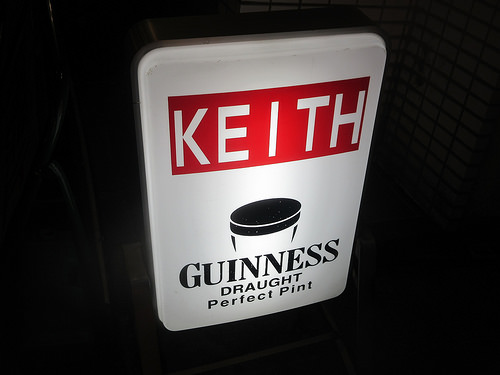 KEITH
GUINNESS
DRAUGHT
Perfect Pint